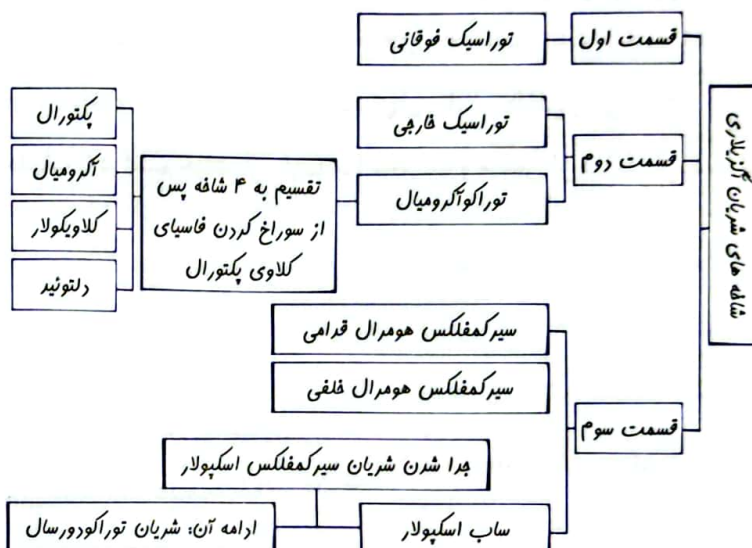 شاخه های شریان آگزیلاری
قسمت اول
توراسیک فوقانی
قسمت دوم
توراسیک خارجی
توراکوآکرومیال
تقسیم به ۴ شاخه پس
از سوراخ کردن فاسیای
کلاوی پکتورال
پکتورال
آکرومیال
کلاویکولار
دلتوئید
قسمت سوم
سیرکمفلکس هومرال قدامی
سیرکمفلکس هومرال خلفی
ساب اسکپولار
جدا شدن شریان سیرکمفلکس اسکپولار
ادامه آن: شریان توراکودورسال